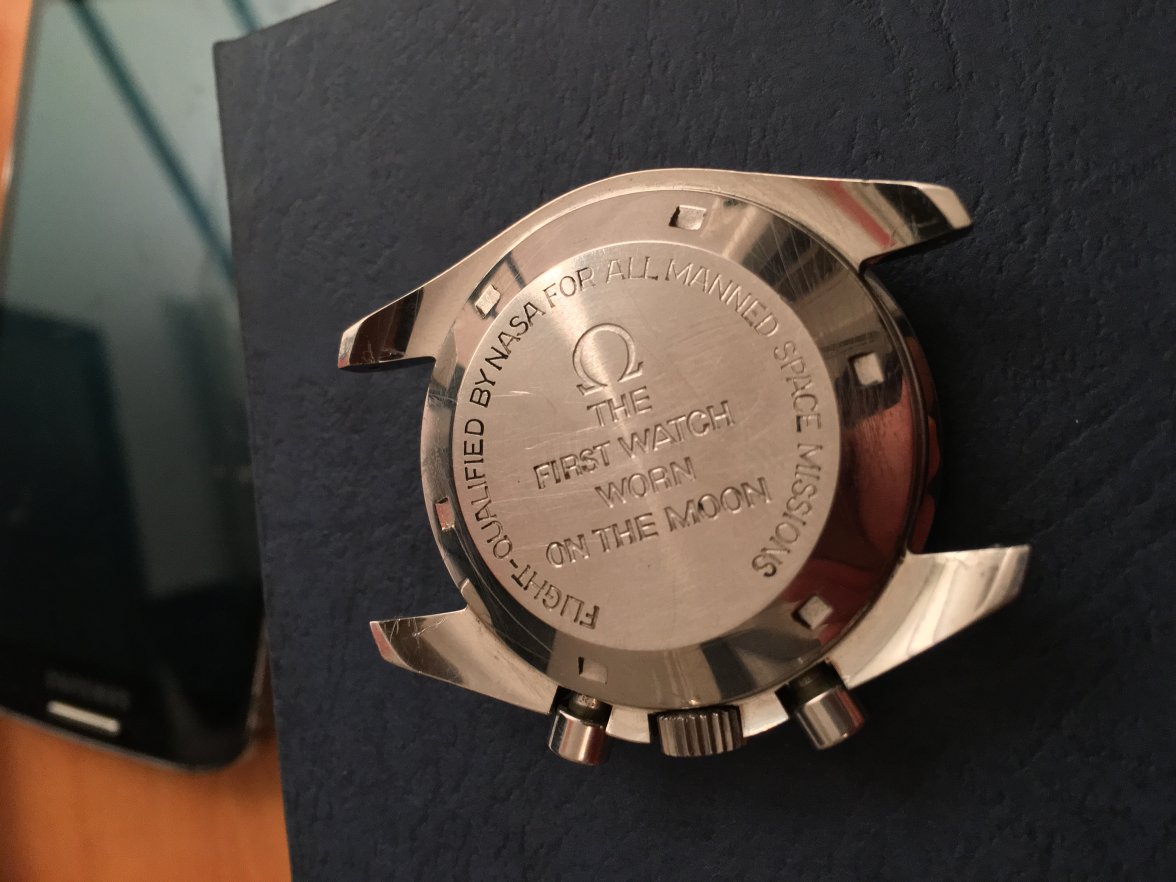 FLIGHT-QUALIFIED BY NASA FOR ALL MANNED SPACE MISSIONS
Ω
THE
FIRST WATCH
WORN
ON THE MOON